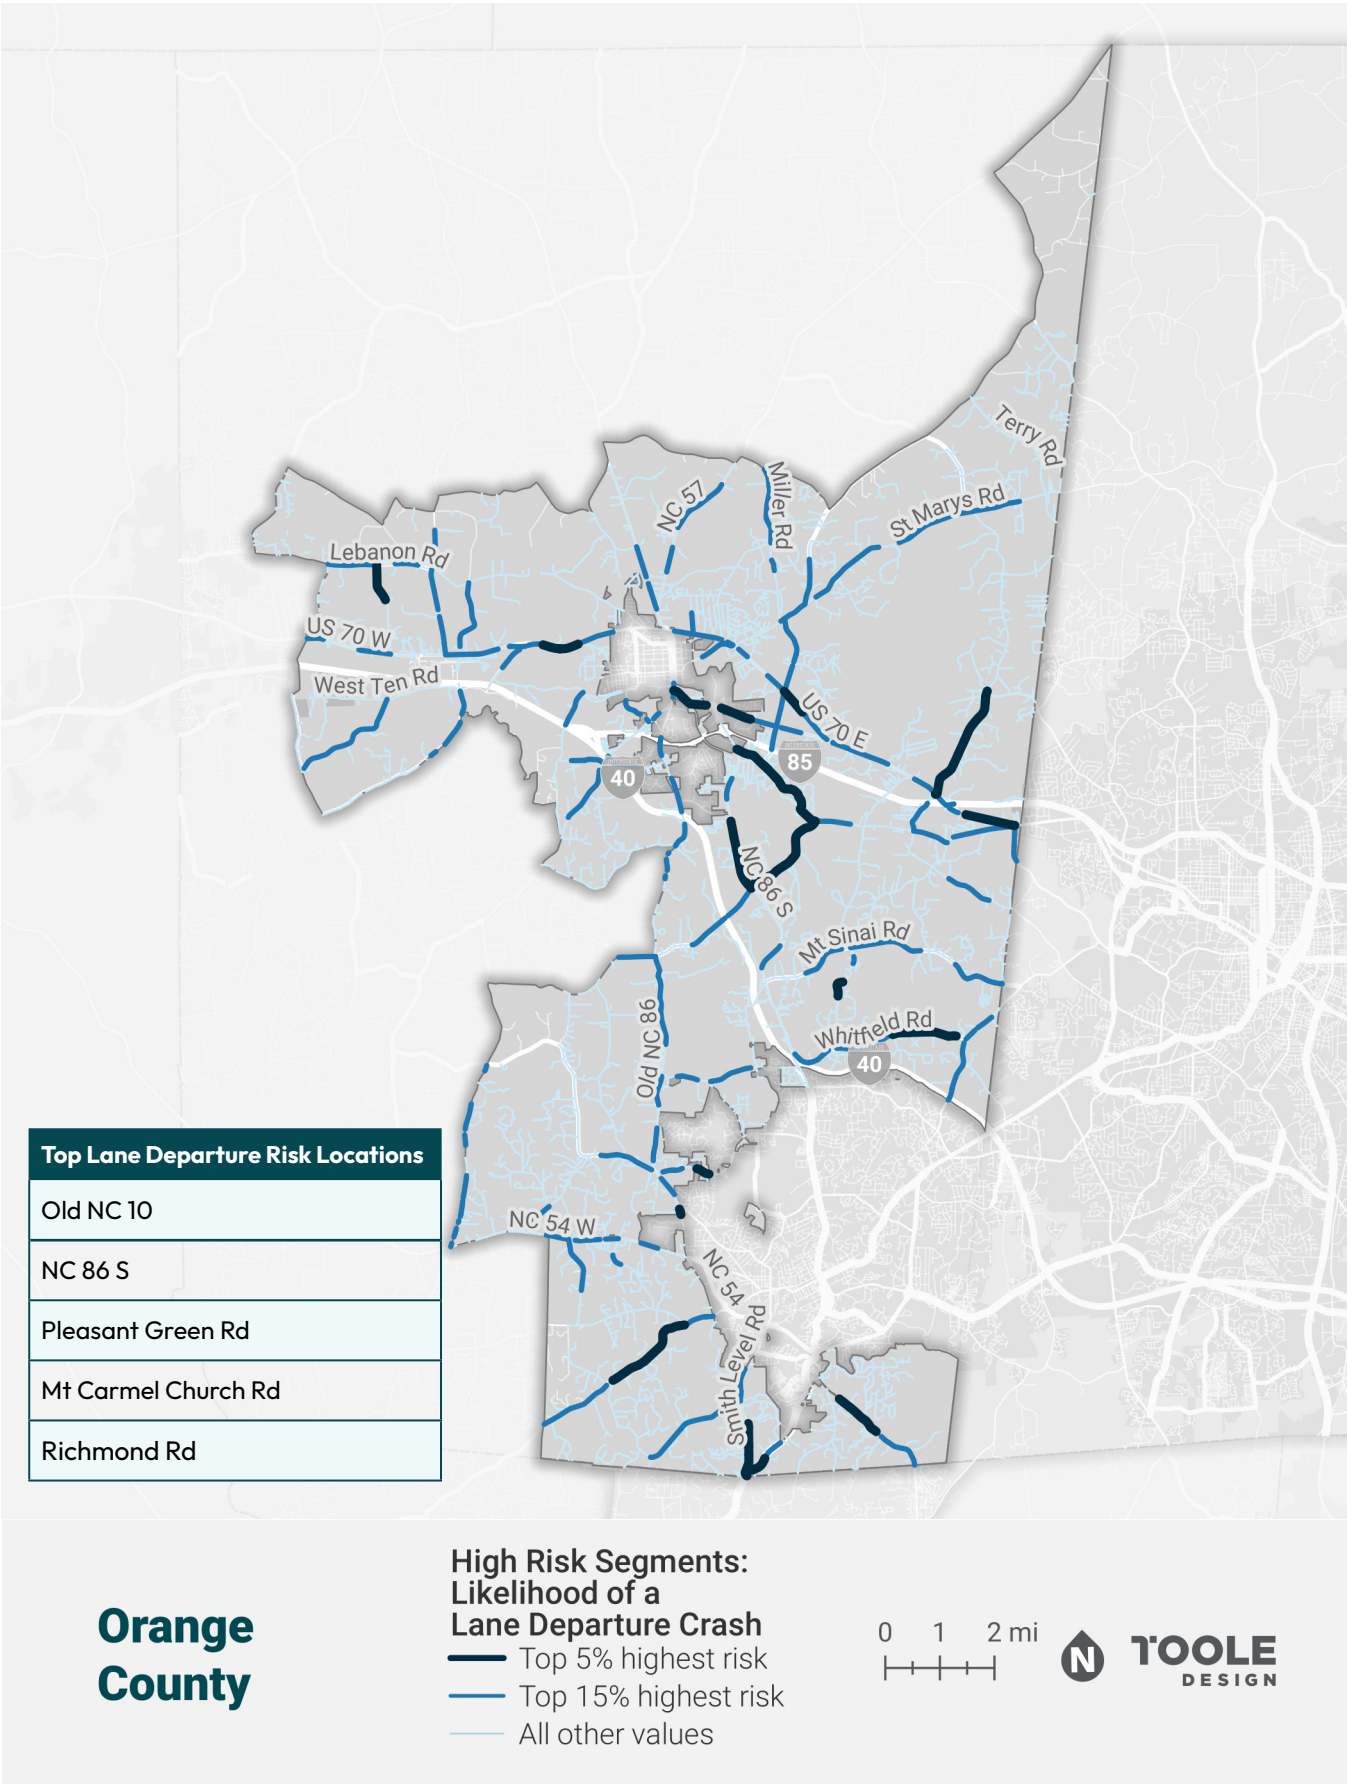 Terry Rd
NC 57
Miller Rd
St Marys Rd
Lebanon Rd
US 70 W
West Ten Rd
US 70 E
INTERSTATE
85
40
NC 86 S
Mt Sinai Rd
Old NC 86
Whitfield Rd
40
NC 54 W
NC 54
Smith Level Rd
Top Lane Departure Risk Locations
Old NC 10
NC 86 S
Pleasant Green Rd
Mt Carmel Church Rd
Richmond Rd
Orange
County
High Risk Segments:
Likelihood of a
Lane Departure Crash
Top 5% highest risk
Top 15% highest risk
All other values
0 1 2 mi
N
TOOLE
DESIGN